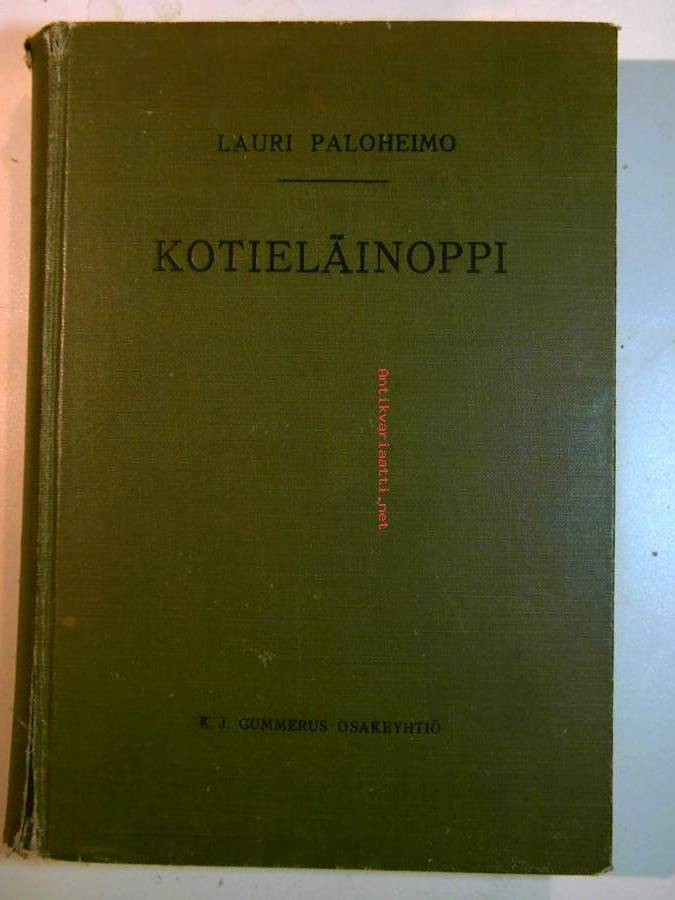 LAURI PALOHEIMO
KOTIELÄINOPPI
Antikvariaatti.net
K. J. GUMMERUS OSAKEYHTIÖ